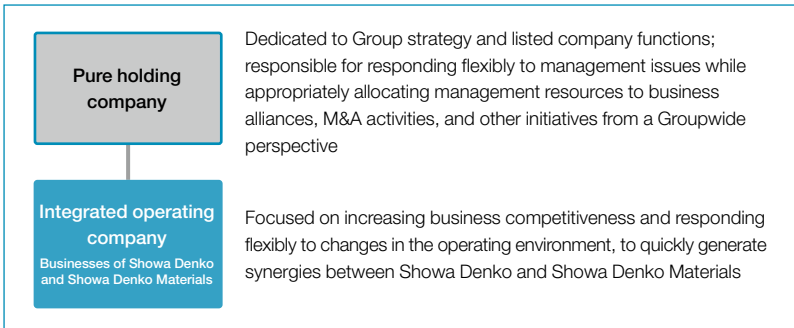 Pure holding
company
Dedicated to Group strategy and listed company functions;
responsible for responding flexibly to management issues while
appropriately allocating management resources to business
alliances, M&A activities, and other initiatives from a Groupwide
perspective
Integrated operating
company
Businesses of Showa Denko
and Showa Denko Materials
Focused on increasing business competitiveness and responding
flexibly to changes in the operating environment, to quickly generate
synergies between Showa Denko and Showa Denko Materials